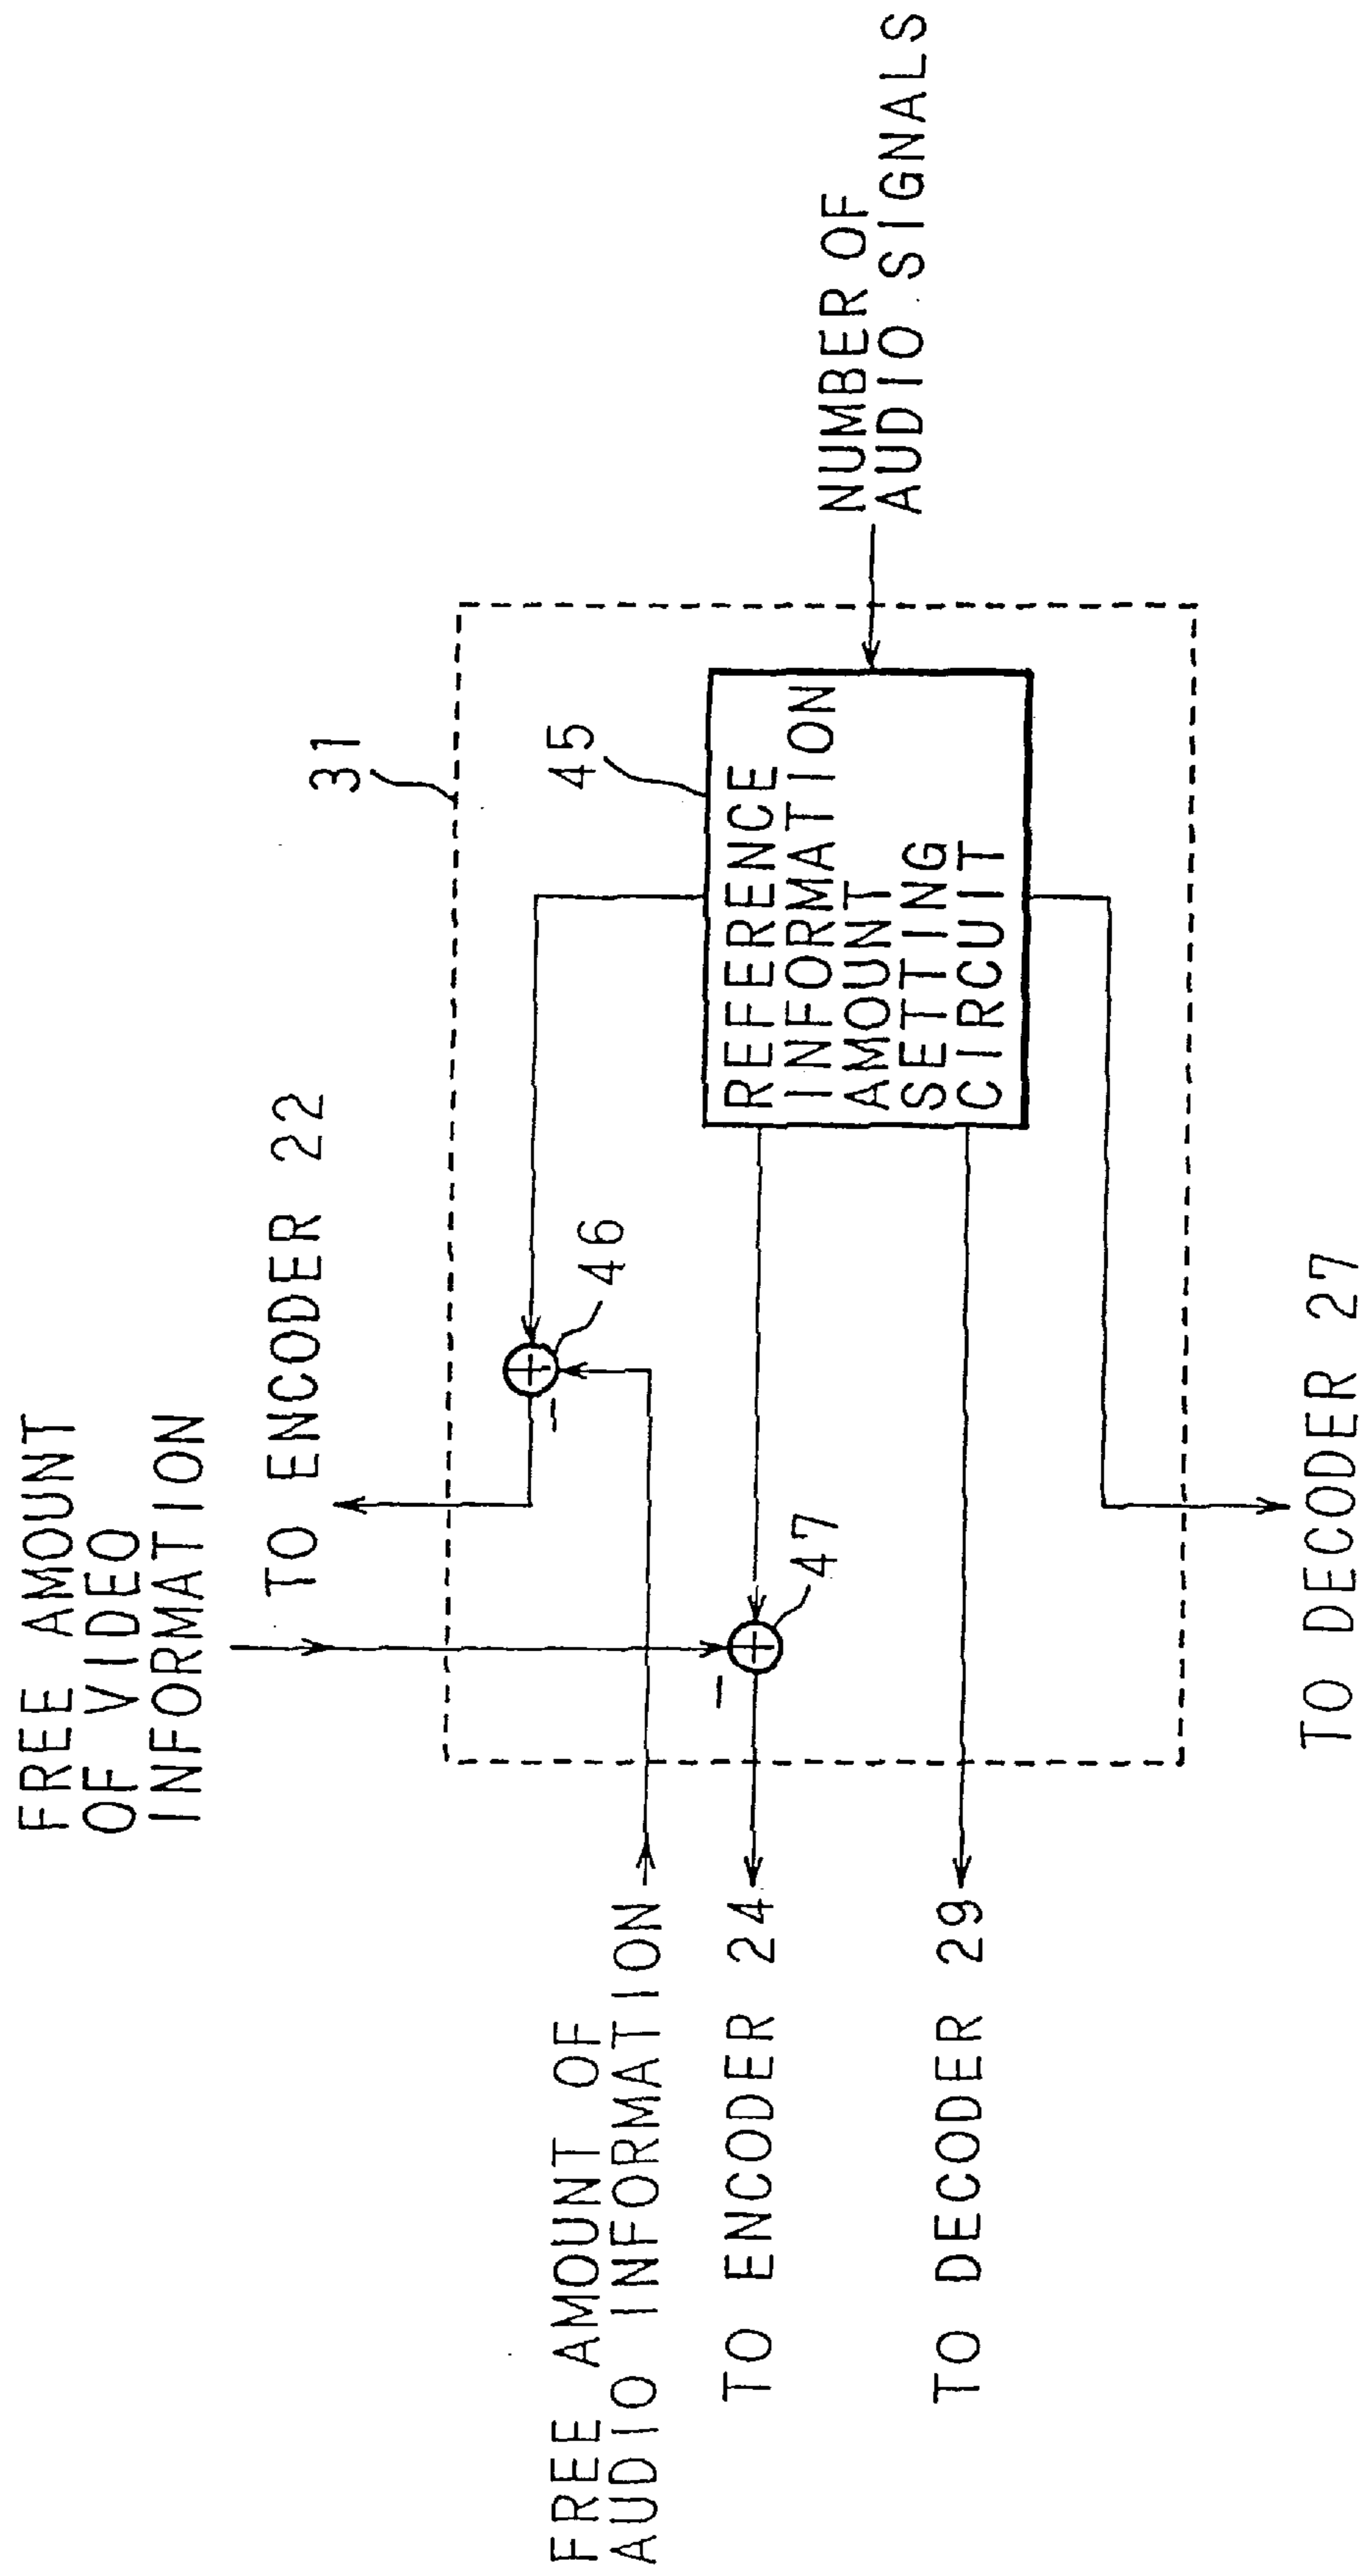 FREE AMOUNT
OF VIDEO
INFORMATION
TO ENCODER 22
31
45
46
FREE AMOUNT OF
AUDIO INFORMATION
47
TO ENCODER 24
TO DECODER 29
REFERENCE
INFORMATION
AMOUNT
SETTING
CIRCUIT
NUMBER OF
AUDIO SIGNALS
TO DECODER 27